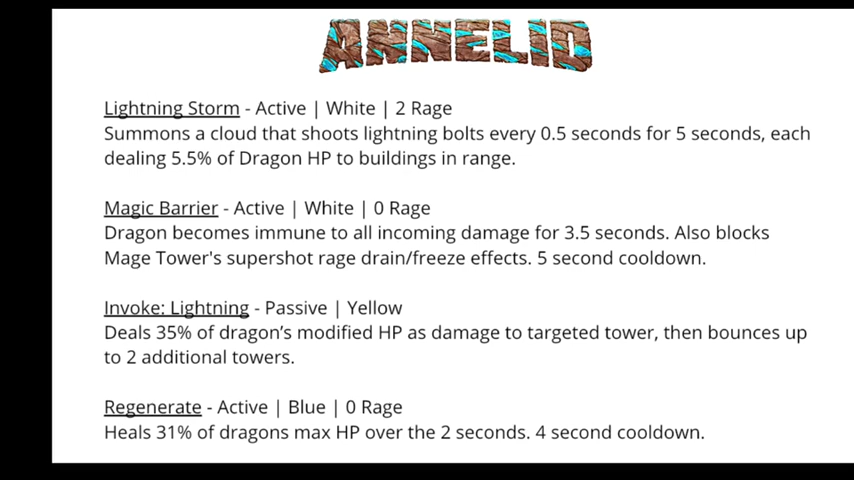 ANNELID
Lightning Storm - Active | White | 2 Rage
Summons a cloud that shoots lightning bolts every 0.5 seconds for 5 seconds, each
dealing 5.5% of Dragon HP to buildings in range.
Magic Barrier - Active | White | 0 Rage
Dragon becomes immune to all incoming damage for 3.5 seconds. Also blocks
Mage Tower's supershot rage drain/freeze effects. 5 second cooldown.
Invoke: Lightning - Passive | Yellow
Deals 35% of dragon’s modified HP as damage to targeted tower, then bounces up
to 2 additional towers.
Regenerate - Active | Blue | 0 Rage
Heals 31% of dragons max HP over the 2 seconds. 4 second cooldown.